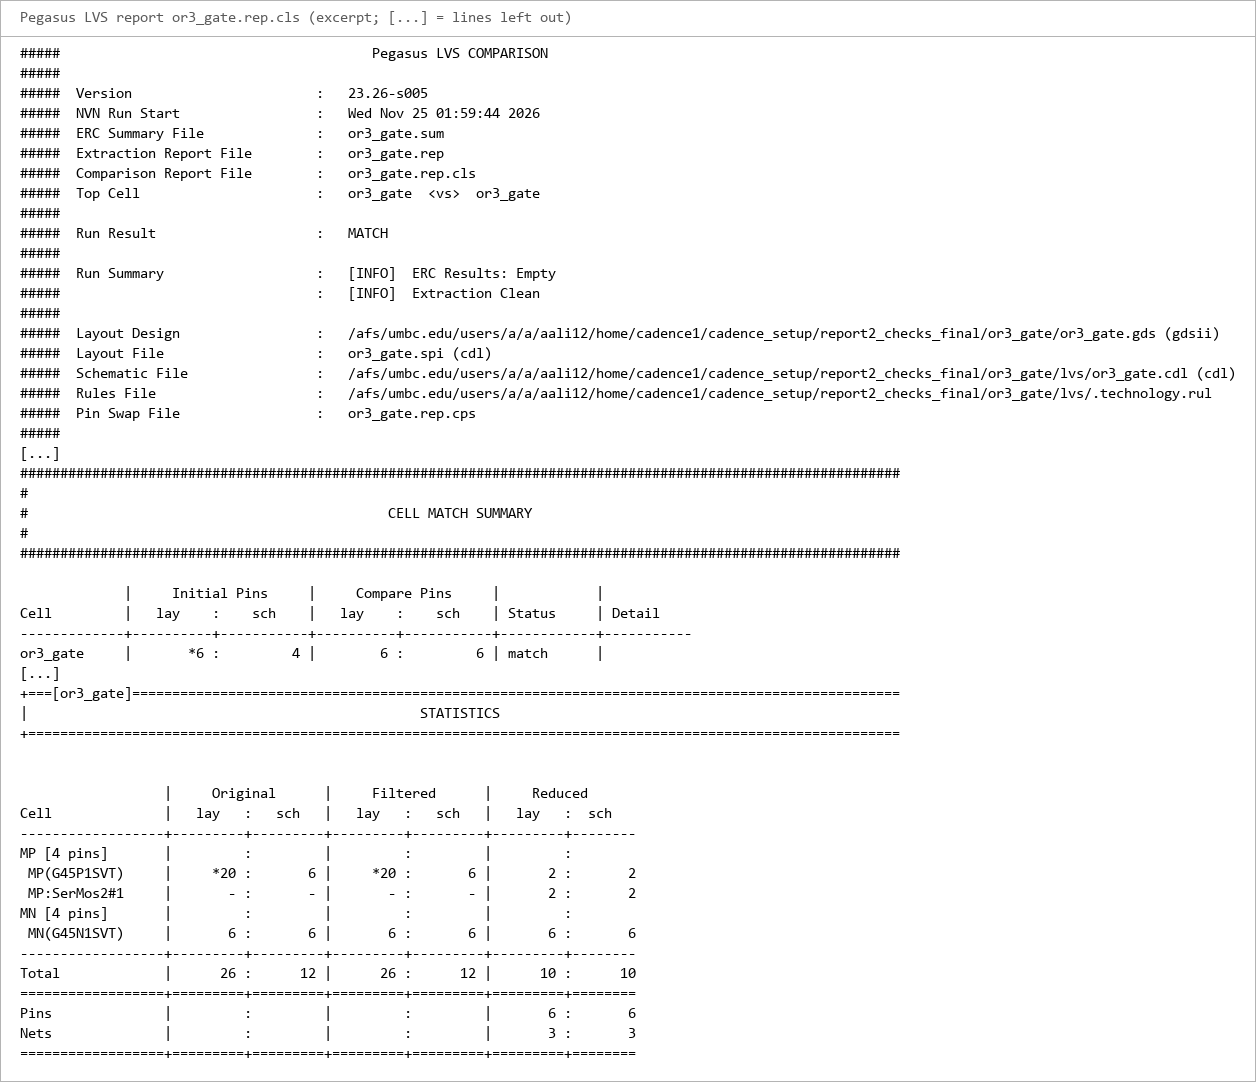 Pegasus LVS report or3_gate.rep.cls (excerpt; [...] = lines left out)
#####                                       Pegasus LVS COMPARISON
#####
#####  Version                       :   23.26-s005
#####  NVN Run Start                 :   Wed Nov 25 01:59:44 2026
#####  ERC Summary File              :   or3_gate.sum
#####  Extraction Report File        :   or3_gate.rep
#####  Comparison Report File        :   or3_gate.rep.cls
#####  Top Cell                      :   or3_gate  <vs>  or3_gate
#####
#####  Run Result                    :   MATCH
#####
#####  Run Summary                   :   [INFO]  ERC Results: Empty
#####                                :   [INFO]  Extraction Clean
#####
#####  Layout Design                 :   /afs/umbc.edu/users/a/a/aali12/home/cadence1/cadence_setup/report2_checks_final/or3_gate/or3_gate.gds (gdsii)
#####  Layout File                   :   or3_gate.spi (cdl)
#####  Schematic File                :   /afs/umbc.edu/users/a/a/aali12/home/cadence1/cadence_setup/report2_checks_final/or3_gate/lvs/or3_gate.cdl (cdl)
#####  Rules File                    :   /afs/umbc.edu/users/a/a/aali12/home/cadence1/cadence_setup/report2_checks_final/or3_gate/lvs/.technology.rul
#####  Pin Swap File                 :   or3_gate.rep.cps
#####
[...]
##############################################################################################################
#
#                                             CELL MATCH SUMMARY
#
##############################################################################################################
             |     Initial Pins     |     Compare Pins     |            |
Cell         |   lay    :    sch    |   lay    :    sch    | Status     | Detail
-------------+----------+-----------+----------+-----------+------------+-----------
or3_gate     |       *6 :         4 |        6 :         6 | match      |
[...]
+===[or3_gate]================================================================================================
|                                                 STATISTICS
+=============================================================================================================
                  |     Original      |     Filtered      |     Reduced
Cell              |   lay   :   sch   |   lay   :   sch   |   lay   :  sch
------------------+---------+---------+---------+---------+---------+--------
MP [4 pins]       |         :         |         :         |         :
 MP(G45P1SVT)     |     *20 :       6 |     *20 :       6 |       2 :       2
 MP:SerMos2#1     |       - :       - |       - :       - |       2 :       2
MN [4 pins]       |         :         |         :         |         :
 MN(G45N1SVT)     |       6 :       6 |       6 :       6 |       6 :       6
------------------+---------+---------+---------+---------+---------+--------
Total             |      26 :      12 |      26 :      12 |      10 :      10
==================+=========+=========+=========+=========+=========+========
Pins              |         :         |         :         |       6 :       6
Nets              |         :         |         :         |       3 :       3
==================+=========+=========+=========+=========+=========+========